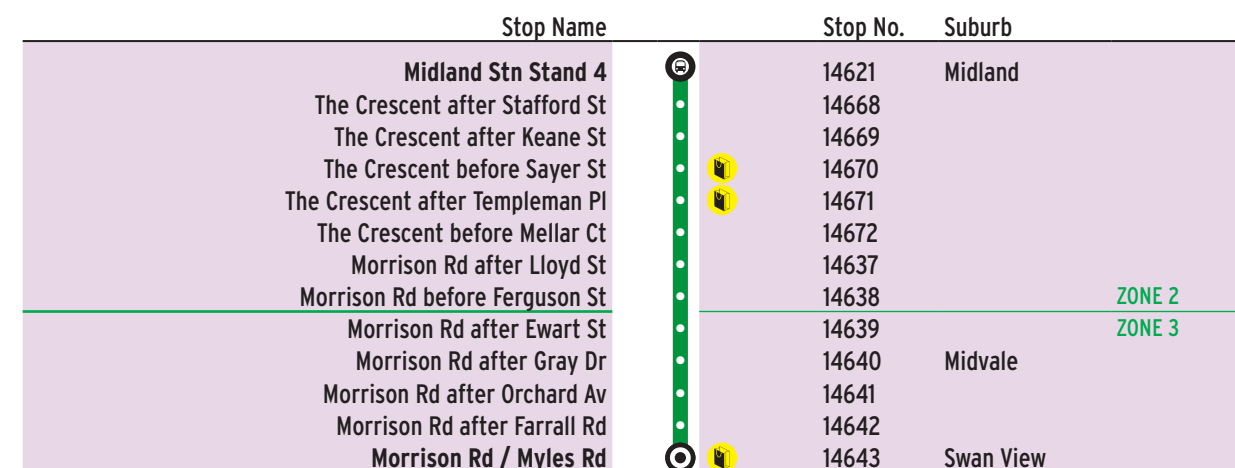 Stop Name Stop No. Suburb
Midland Stn Stand 4 14621 Midland
The Crescent after Stafford St 14668
The Crescent after Keane St 14669
The Crescent before Sayer St 14670
The Crescent after Templeman Pl 14671
The Crescent before Mellar Ct 14672
Morrison Rd after Lloyd St 14637
Morrison Rd before Ferguson St 14638 ZONE 2
Morrison Rd after Ewart St 14639 ZONE 3
Morrison Rd after Gray Dr 14640 Midvale
Morrison Rd after Orchard Av 14641
Morrison Rd after Farrall Rd 14642
Morrison Rd / Myles Rd 14643 Swan View